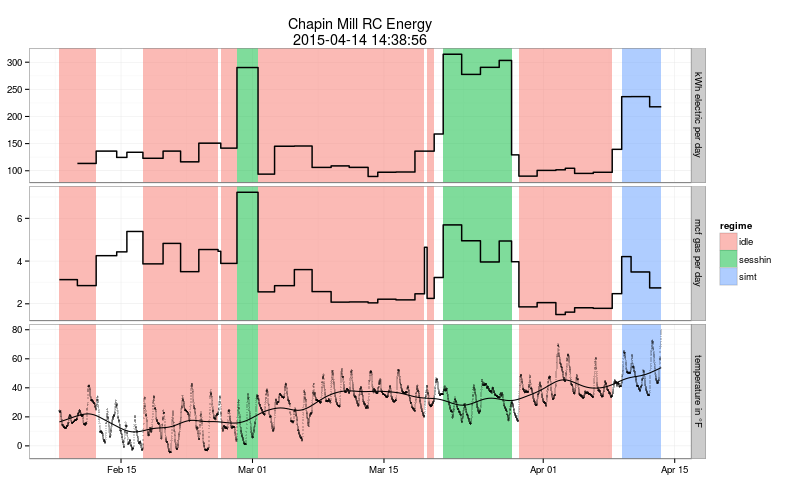 Chapin Mill RC Energy
2015-04-14 14:38:56
300
250
200
150
100
kWh electric per day
6
4
2
mcf gas per day
80
60
40
20
0
temperature in °F
Feb 15
Mar 01
Mar 15
Apr 01
Apr 15
regime
idle
sesshin
simt